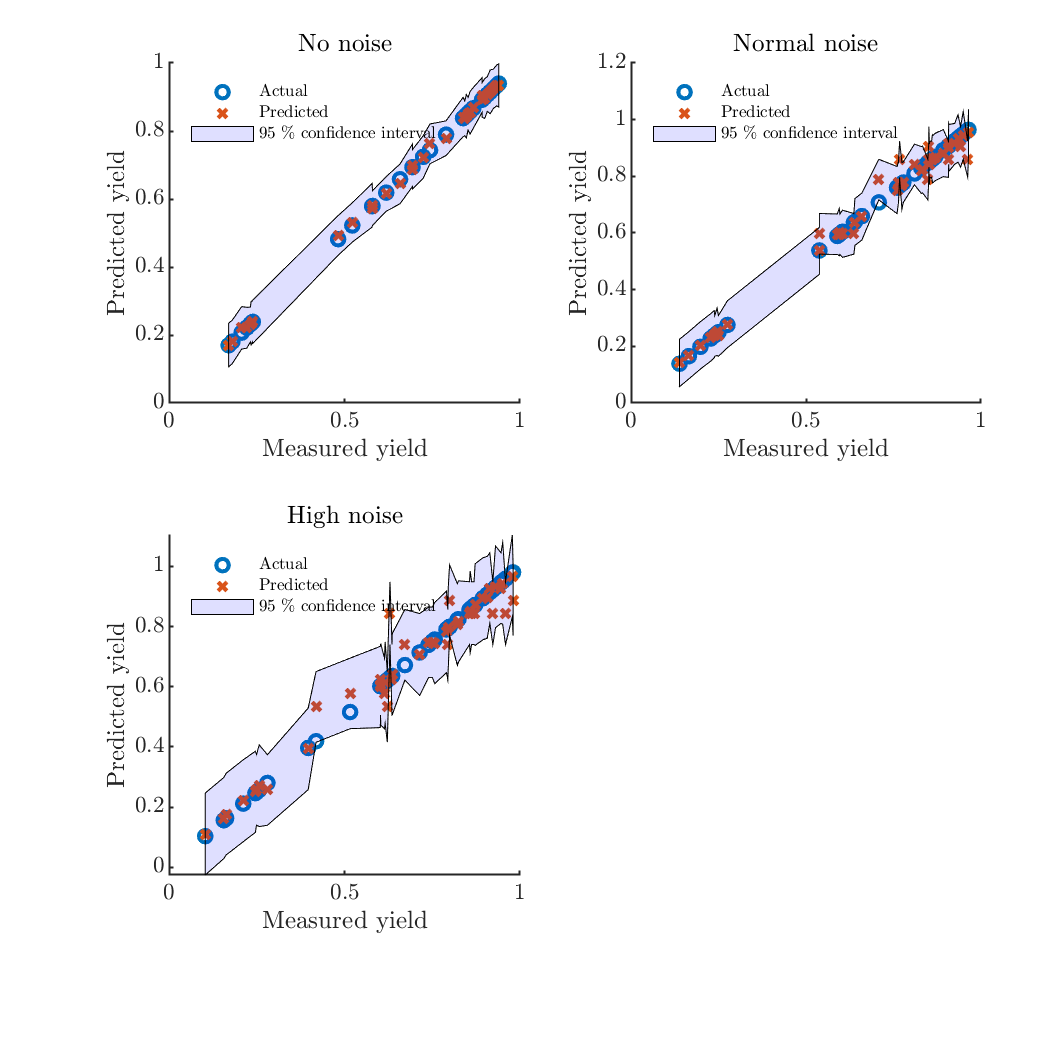 No noise
1
0.8
0.6
0.4
0.2
0
Predicted yield
Actual
Predicted
95 % confidence interval
0
0.5
1
Measured yield
Normal noise
1.2
1
0.8
0.6
0.4
0.2
0
Predicted yield
Actual
Predicted
95 % confidence interval
0
0.5
1
Measured yield
High noise
1
0.8
0.6
0.4
0.2
0
Predicted yield
Actual
Predicted
95 % confidence interval
0
0.5
1
Measured yield